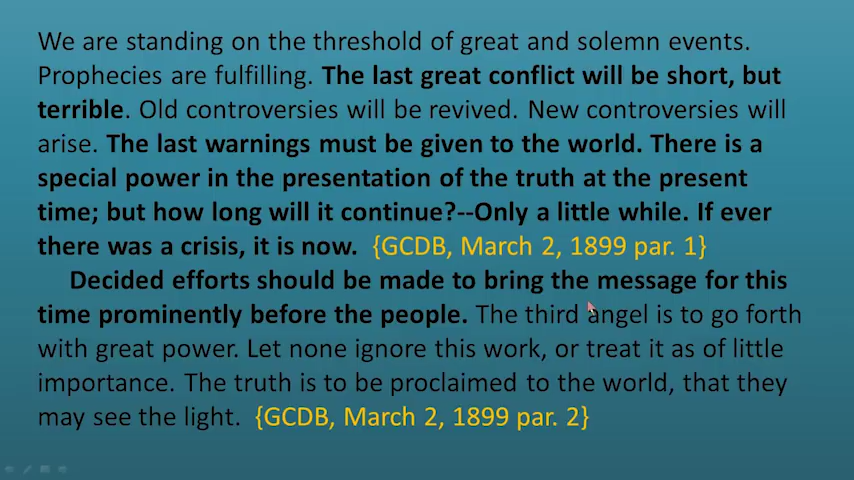 We are standing on the threshold of great and solemn events.
Prophecies are fulfilling. The last great conflict will be short, but
terrible. Old controversies will be revived. New controversies will
arise. The last warnings must be given to the world. There is a
special power in the presentation of the truth at the present
time; but how long will it continue?--Only a little while. If ever
there was a crisis, it is now. {GCDB, March 2, 1899 par. 1}
Decided efforts should be made to bring the message for this
time prominently before the people. The third angel is to go forth
with great power. Let none ignore this work, or treat it as of little
importance. The truth is to be proclaimed to the world, that they
may see the light. {GCDB, March 2, 1899 par. 2}